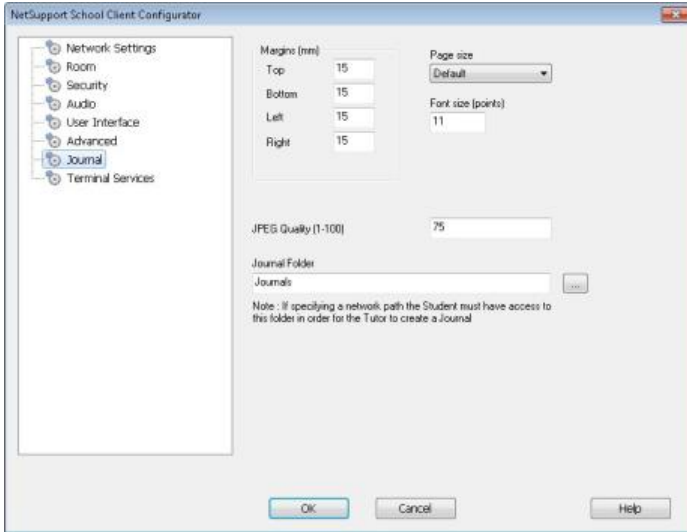 NetSupport School Client Configurator
Network Settings
Room
Security
Audio
User Interface
Advanced
Journal
Terminal Services
Margins (mm)
Top 15
Bottom 15
Left 15
Right 15
Page size
Default
Font size (points)
11
JPEG Quality (1-100) 75
Journal Folder
Journals
...
Note : If specifying a network path the Student must have access to
this folder in order for the Tutor to create a Journal
OK Cancel Help